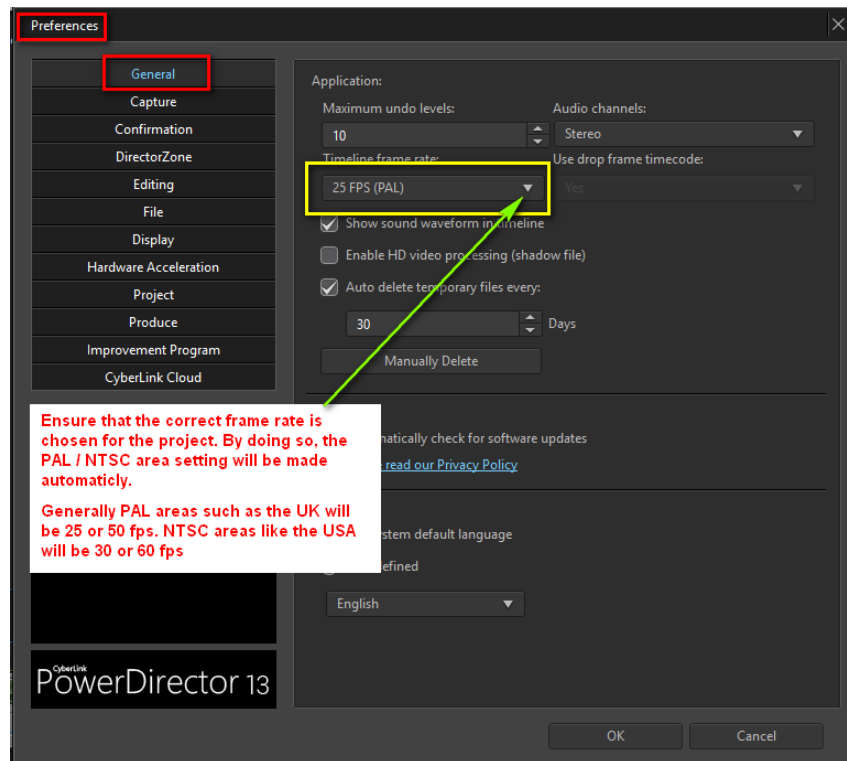 Preferences
General
Capture
Confirmation
DirectorZone
Editing
File
Display
Hardware Acceleration
Project
Produce
Improvement Program
CyberLink Cloud
Application:
Maximum undo levels:
Audio channels:
10
Stereo
Timeline frame rate:
Use drop frame timecode:
25 FPS (PAL)
Yes
Show sound waveform in timeline
Enable HD video processing (shadow file)
Auto delete temporary files every:
30
Days
Manually Delete
Ensure that the correct frame rate is
chosen for the project. By doing so, the
PAL / NTSC area setting will be made
automaticly.
Generally PAL areas such as the UK will
be 25 or 50 fps. NTSC areas like the USA
will be 30 or 60 fps
check for software updates
read our Privacy Policy
default language
English
CyberLink
PowerDirector 13
OK
Cancel